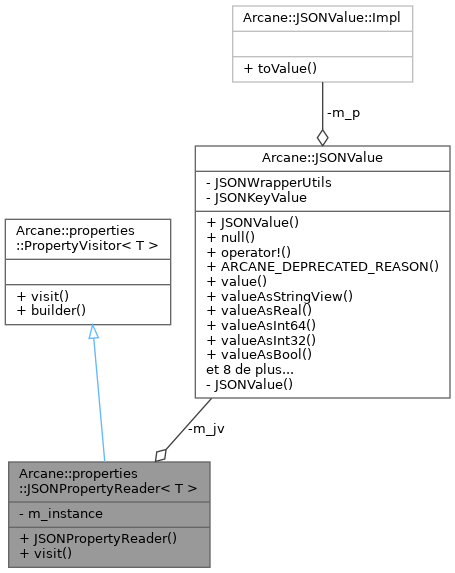 Arcane::JSONValue::Impl
+ toValue()
-m_p
Arcane::JSONValue
- JSONWrapperUtils
- JSONKeyValue
+ JSONValue()
+ null()
+ operator!()
+ ARCANE_DEPRECATED_REASON()
+ value()
+ valueAsStringView()
+ valueAsReal()
+ valueAsInt64()
+ valueAsInt32()
+ valueAsBool()
et 8 de plus...
- JSONValue()
Arcane::properties
::PropertyVisitor< T >
+ visit()
+ builder()
-m_jv
Arcane::properties
::JSONPropertyReader< T >
- m_instance
+ JSONPropertyReader()
+ visit()